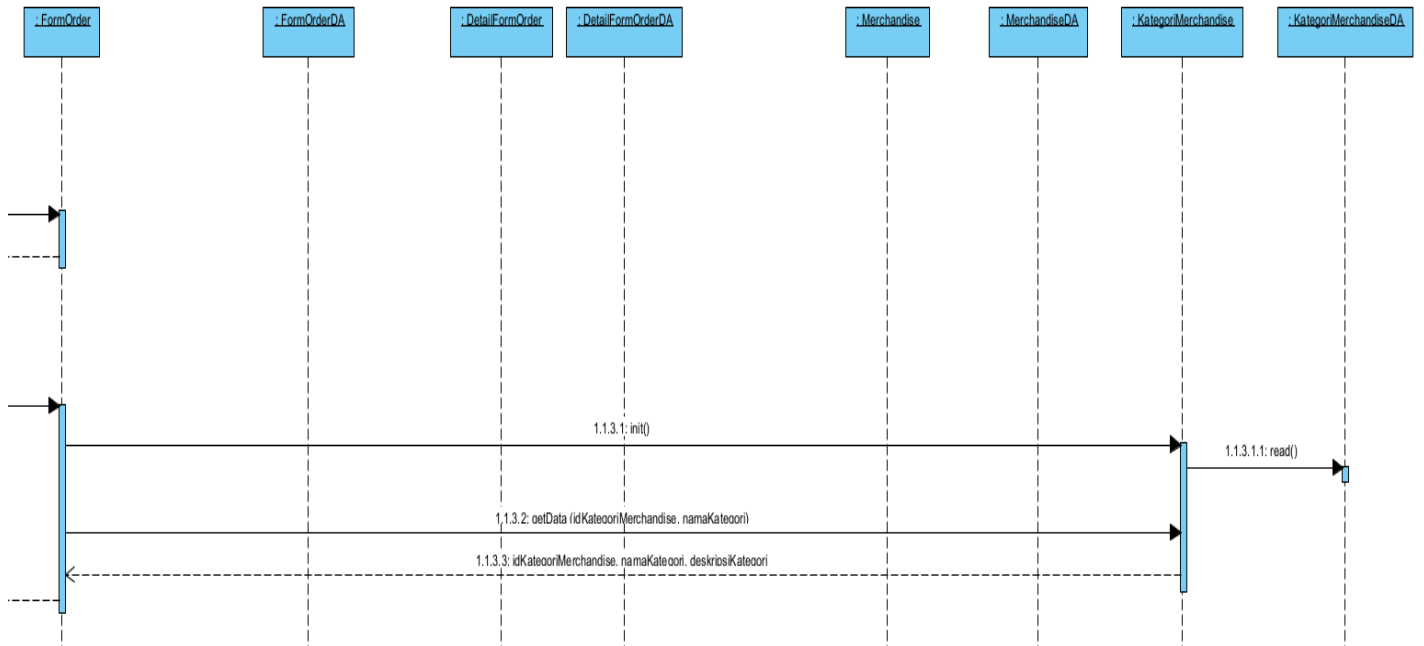 : FormOrder
: FormOrderDA
: DetailFormOrder
: DetailFormOrderDA
: Merchandise
: MerchandiseDA
: KategoriMerchandise
: KategoriMerchandiseDA
1.1.3.1: init()
1.1.3.1.1: read()
1.1.3.2: getData (idKategoriMerchandise, namaKategori)
1.1.3.3: idKategoriMerchandise, namaKategori, deskripsiKategori